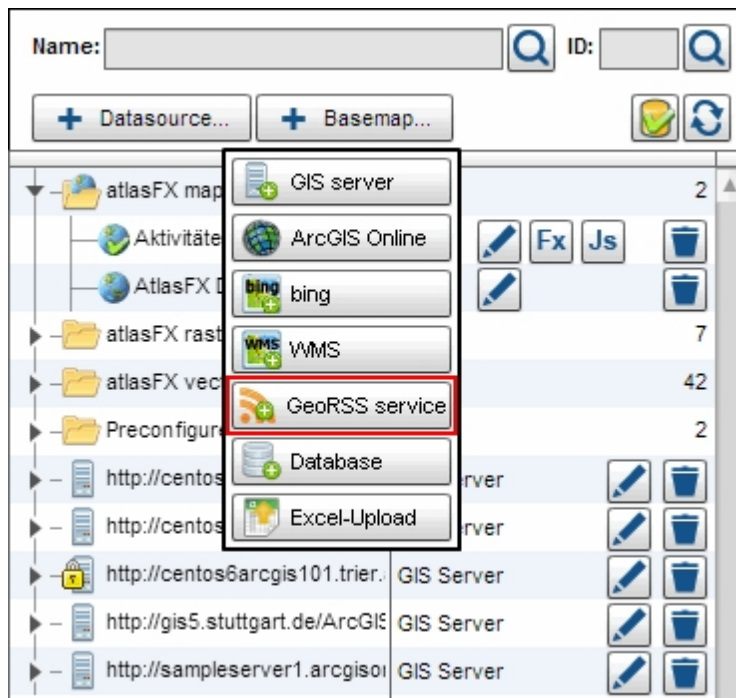 Name: ID:
Datasource... Basemap...
atlasFX map 2
Aktivitäte Fx Js
AtlasFX
atlasFX rast 7
atlasFX vec 42
Preconfigure 2
GIS server
ArcGIS Online
bing bing
WMS WMS
GeoRSS service
Database
Excel-Upload
http://centos rver
http://centos rver
http://centos6arcgis101.trier. GIS Server
http://gis5.stuttgart.de/ArcGIS GIS Server
http://sampleserver1.arcgiso GIS Server